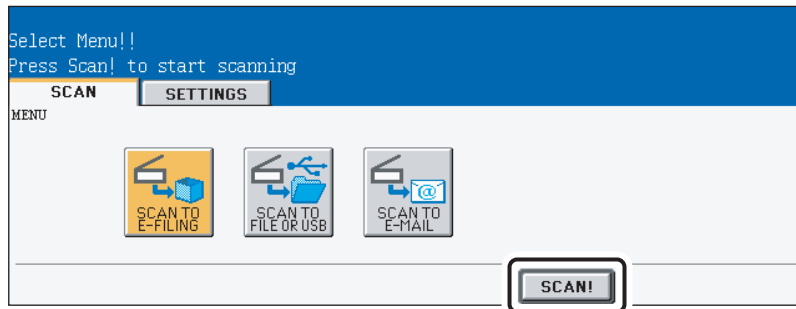 Select Menu!!
Press Scan! to start scanning
SCAN SETTINGS
MENU
SCAN TO E-FILING
SCAN TO FILE OR USB
SCAN TO E-MAIL
SCAN!